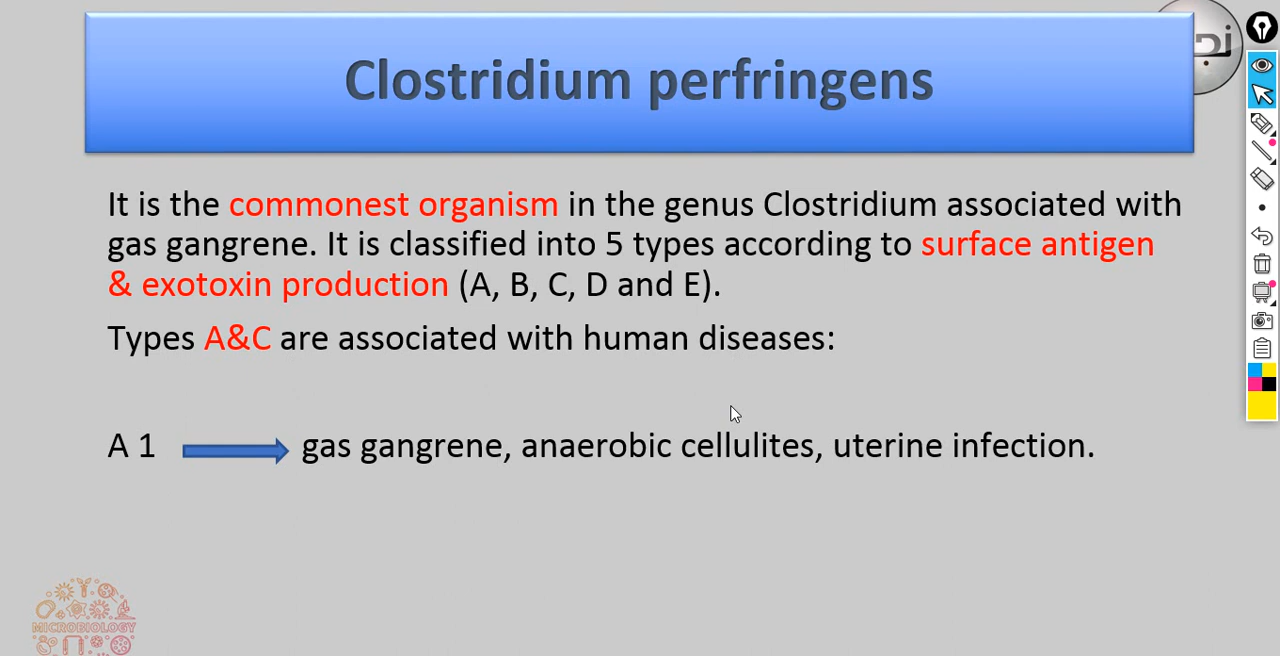 Clostridium perfringens
It is the commonest organism in the genus Clostridium associated with
gas gangrene. It is classified into 5 types according to surface antigen
& exotoxin production (A, B, C, D and E).
Types A&C are associated with human diseases:
A 1 gas gangrene, anaerobic cellulites, uterine infection.
MICROBIOLOGY